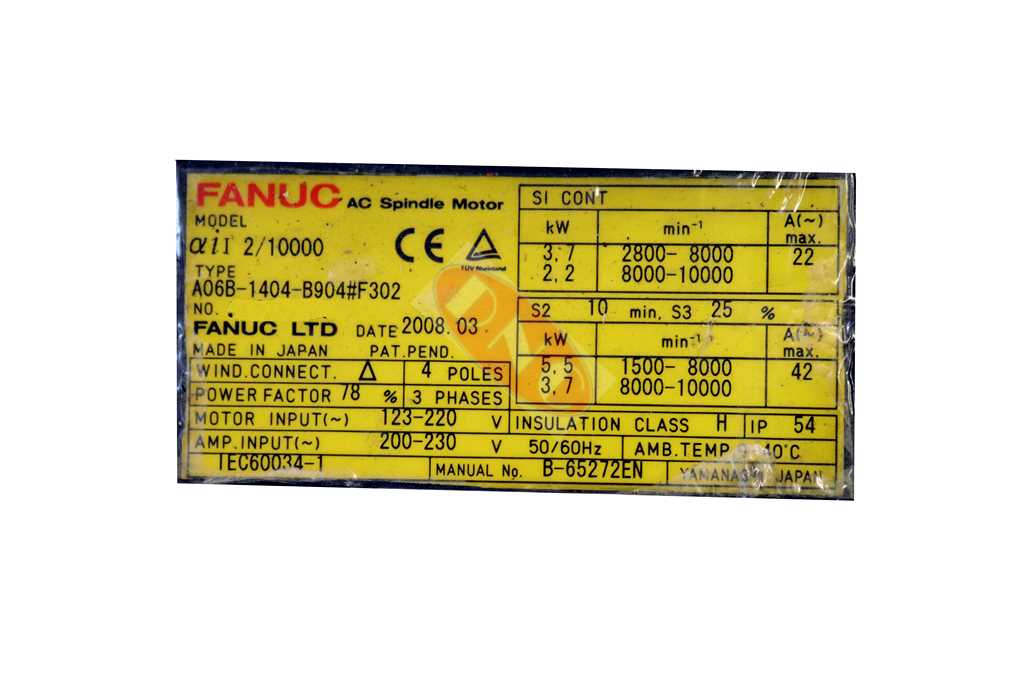 FANUC AC Spindle Motor
MODEL
αiI 2/10000
TYPE
A06B-1404-B904#F302
NO.
FANUC LTD DATE 2008.03
MADE IN JAPAN PAT.PEND.
WIND.CONNECT. Δ 4 POLES
POWER FACTOR 78 % 3 PHASES
CE
TÜV Rheinland
SI CONT
kW min⁻¹ A(~) max.
3,7 2800- 8000 22
2,2 8000-10000
S2 10 min, S3 25 %
kW min⁻¹ A(~) max.
5,5 1500- 8000 42
3,7 8000-10000
MOTOR INPUT(~) 123-220 V INSULATION CLASS H IP 54
AMP.INPUT(~) 200-230 V 50/60Hz AMB.TEMP. 40°C
IEC60034-1 MANUAL No. B-65272EN JAPAN